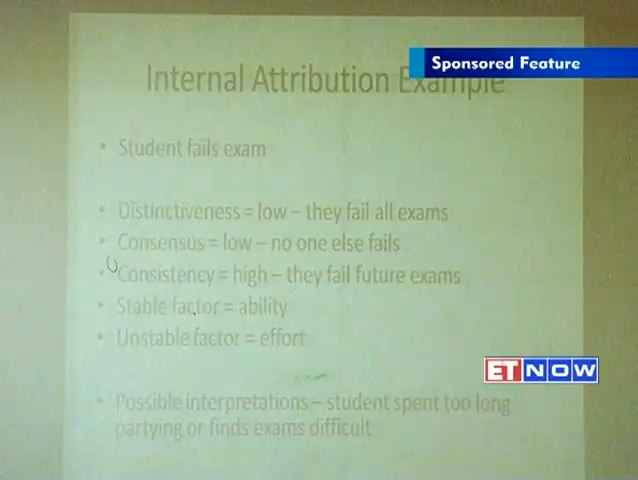 Sponsored Feature
Internal Attribution Example
• Student fails exam
• Distinctiveness = low – they fail all exams
• Consensus = low – no one else fails
• Consistency = high – they fail future exams
• Stable factor = ability
• Unstable factor = effort
ET NOW
• Possible interpretations – student spent too long
partying or finds exams difficult